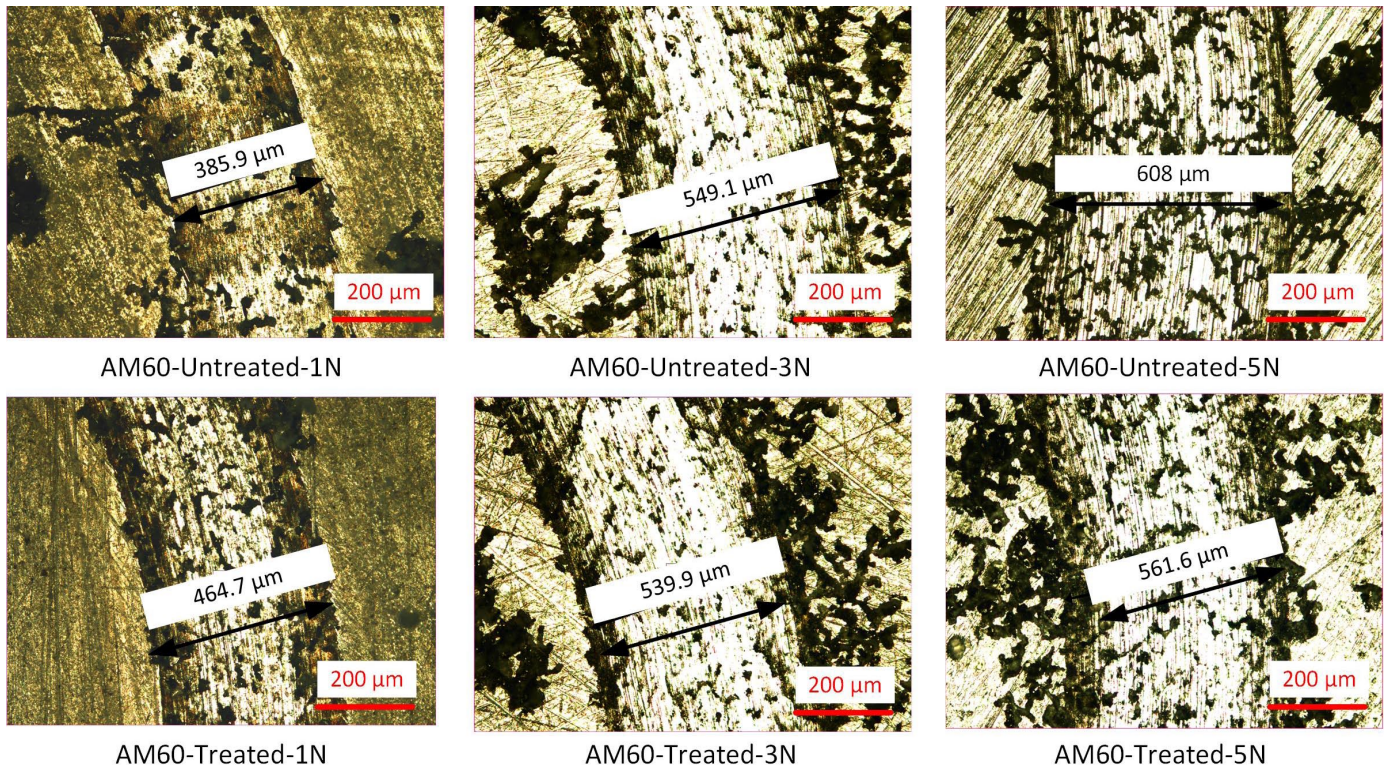 385.9 µm
200 µm
549.1 µm
200 µm
608 µm
200 µm
AM60-Untreated-1N
AM60-Untreated-3N
AM60-Untreated-5N
464.7 µm
200 µm
539.9 µm
200 µm
561.6 µm
200 µm
AM60-Treated-1N
AM60-Treated-3N
AM60-Treated-5N